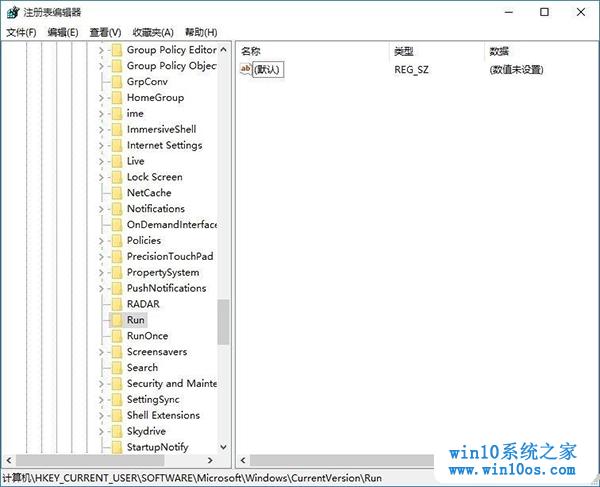 注册表编辑器
文件(F) 编辑(E) 查看(V) 收藏夹(A) 帮助(H)
Group Policy Editor
Group Policy Objec
GrpConv
HomeGroup
ime
ImmersiveShell
Internet Settings
Live
Lock Screen
NetCache
Notifications
OnDemandInterface
Policies
PrecisionTouchPad
PropertySystem
PushNotifications
RADAR
Run
RunOnce
Screensavers
Search
Security and Mainte
SettingSync
Shell Extensions
Skydrive
StartupNotify
名称 类型 数据
ab (默认) REG_SZ (数值未设置)
win10系统之家
www.win10os.com
计算机\HKEY_CURRENT_USER\SOFTWARE\Microsoft\Windows\CurrentVersion\Run